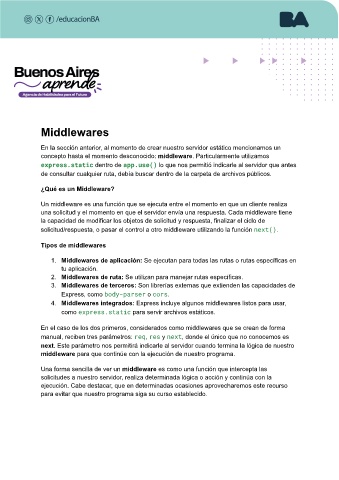 /educacionBA
BA
Buenos Aires
aprende
Agencia de Habilidades para el Futuro
Middlewares
En la sección anterior, al momento de crear nuestro servidor estático mencionamos un
concepto hasta el momento desconocido: middleware. Particularmente utilizamos
express.static dentro de app.use() lo que nos permitió indicarle al servidor que antes
de consultar cualquier ruta, debía buscar dentro de la carpeta de archivos públicos.
¿Qué es un Middleware?
Un middleware es una función que se ejecuta entre el momento en que un cliente realiza
una solicitud y el momento en que el servidor envía una respuesta. Cada middleware tiene
la capacidad de modificar los objetos de solicitud y respuesta, finalizar el ciclo de
solicitud/respuesta, o pasar el control a otro middleware utilizando la función next().
Tipos de middlewares
1. Middlewares de aplicación: Se ejecutan para todas las rutas o rutas específicas en
tu aplicación.
2. Middlewares de ruta: Se utilizan para manejar rutas específicas.
3. Middlewares de terceros: Son librerías externas que extienden las capacidades de
Express, como body-parser o cors.
4. Middlewares integrados: Express incluye algunos middlewares listos para usar,
como express.static para servir archivos estáticos.
En el caso de los dos primeros, considerados como middlewares que se crean de forma
manual, reciben tres parámetros: req, res y next, donde el único que no conocemos es
next. Este parámetro nos permitirá indicarle al servidor cuando termina la lógica de nuestro
middleware para que continúe con la ejecución de nuestro programa.
Una forma sencilla de ver un middleware es como una función que intercepta las
solicitudes a nuestro servidor, realiza determinada lógica o acción y continúa con la
ejecución. Cabe destacar, que en determinadas ocasiones aprovecharemos este recurso
para evitar que nuestro programa siga su curso establecido.